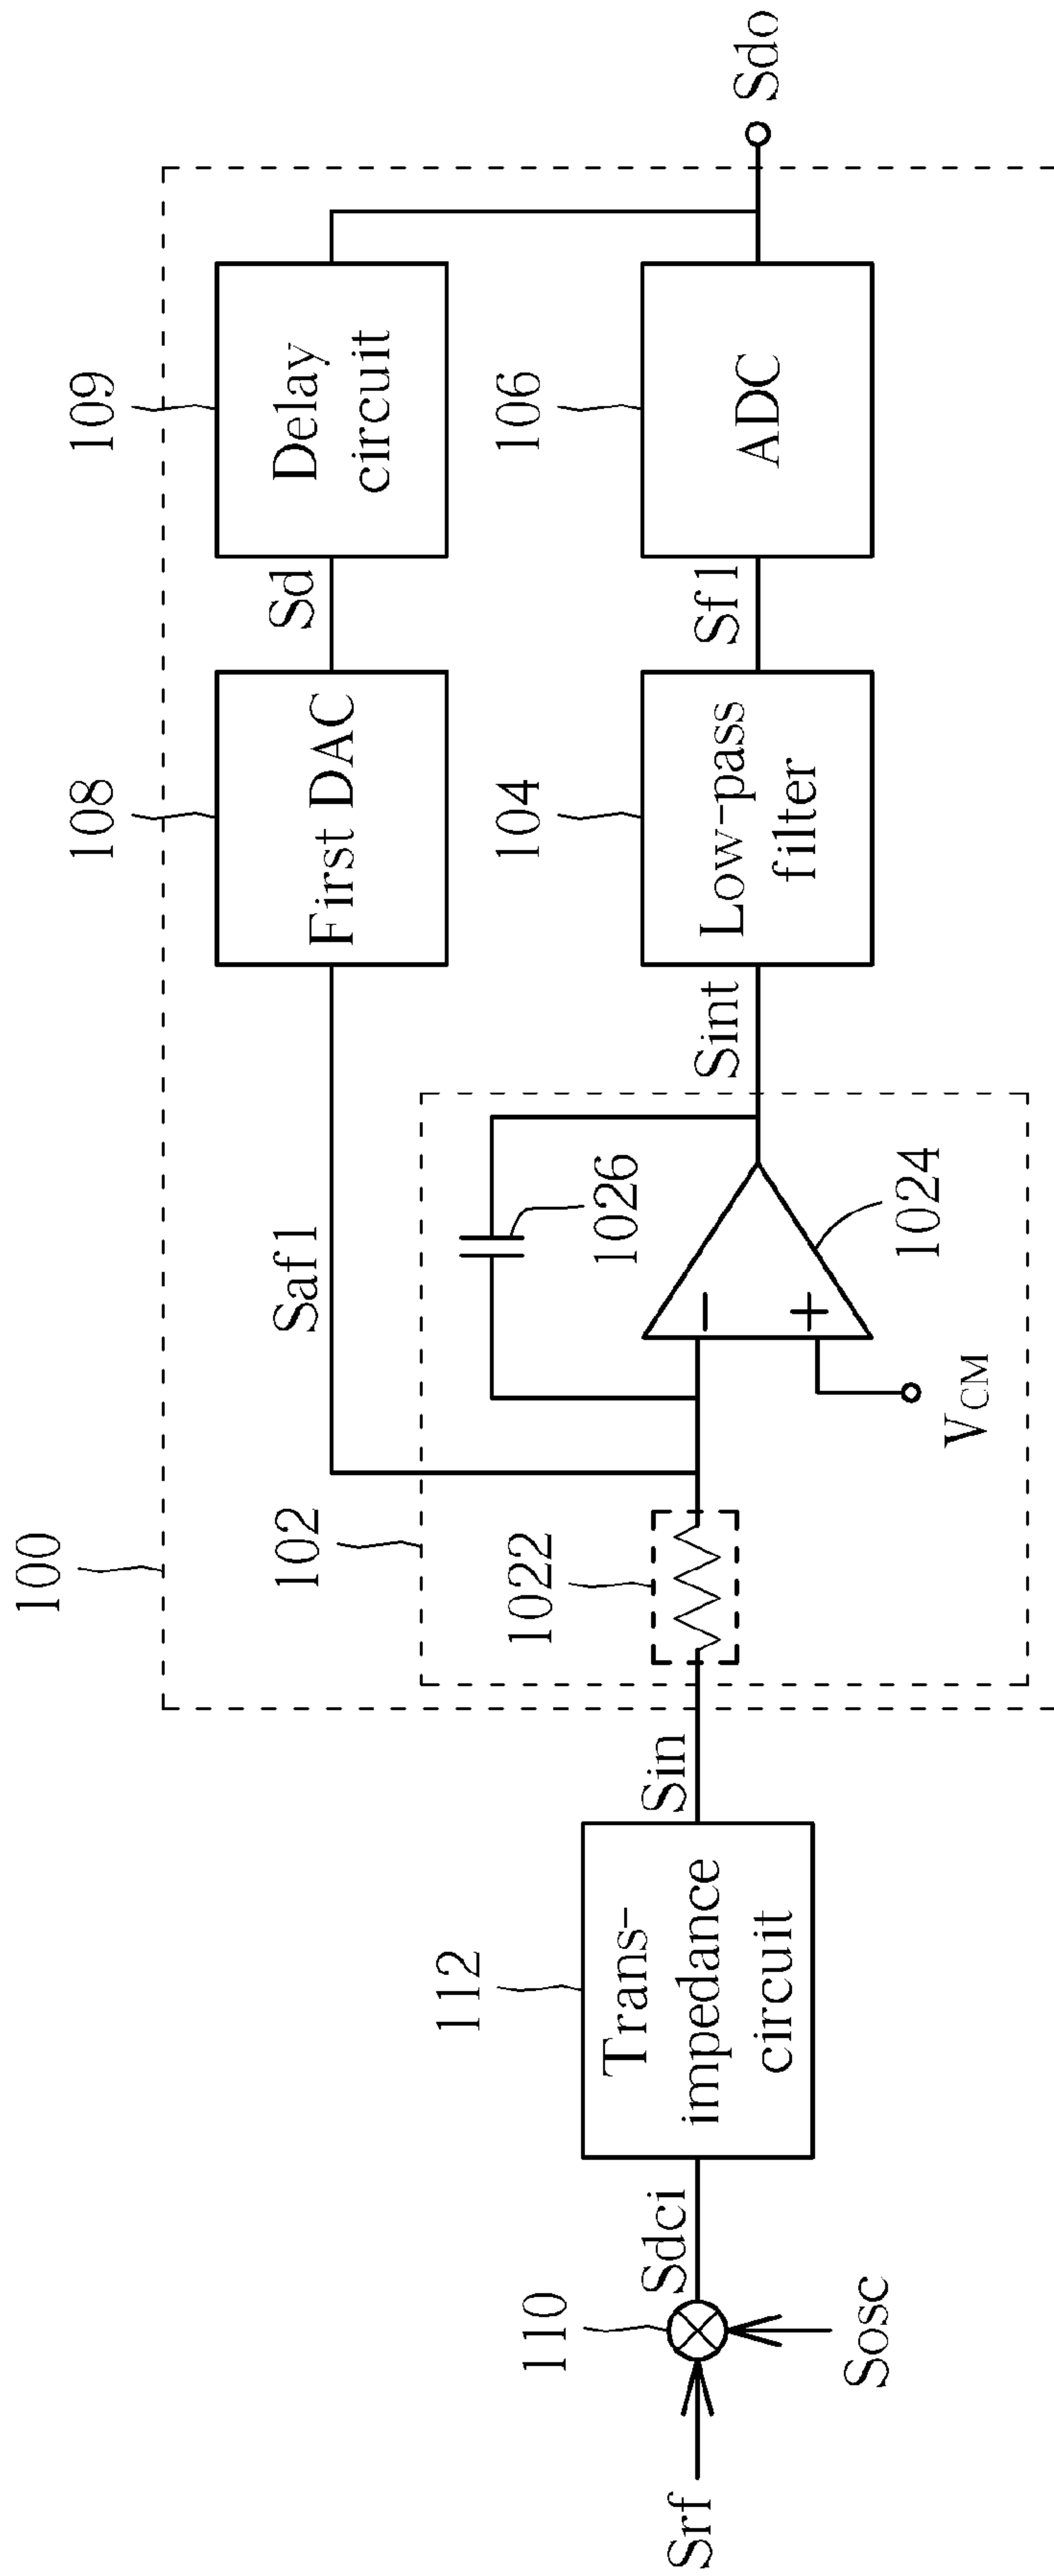 100
108
109
First DAC
Sd
Delay
circuit
Saf1
102
1022
1026
1024
VCM
Sint
104
Low-pass
filter
Sf1
106
ADC
Sdo
Srf
110
Sosc
Sdci
112
Trans-
impedance
circuit
Sin